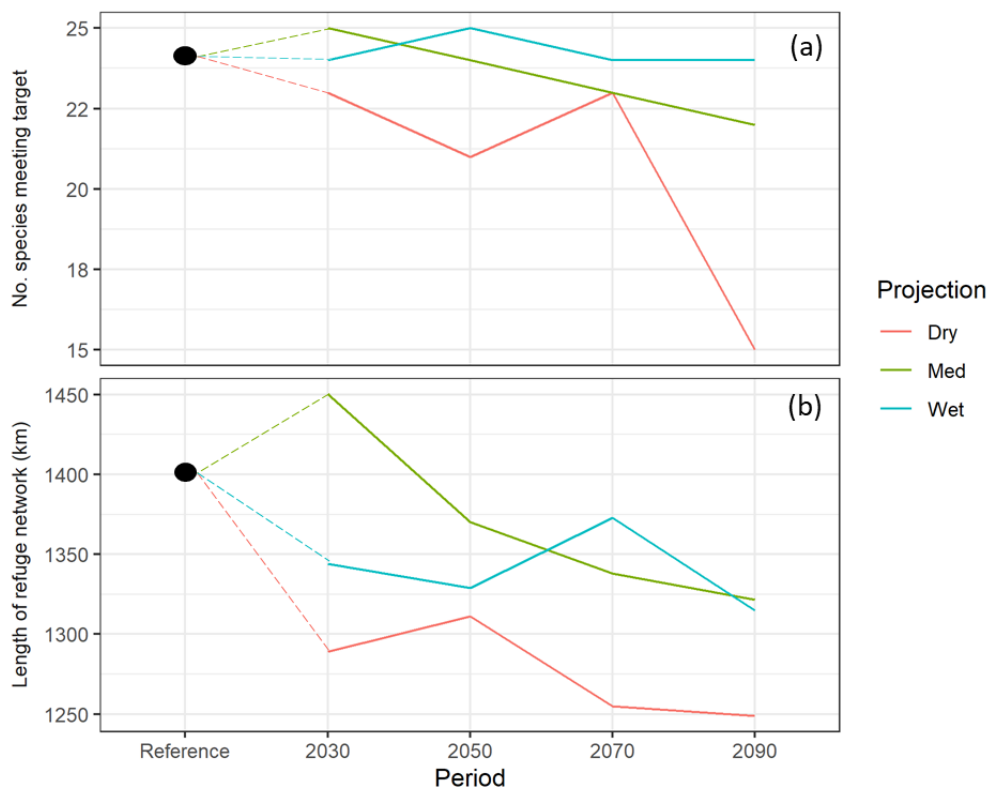 No. species meeting target
25
22
20
18
15
(a)
Length of refuge network (km)
1450
1400
1350
1300
1250
(b)
Reference 2030 2050 2070 2090
Period
Projection
Dry
Med
Wet